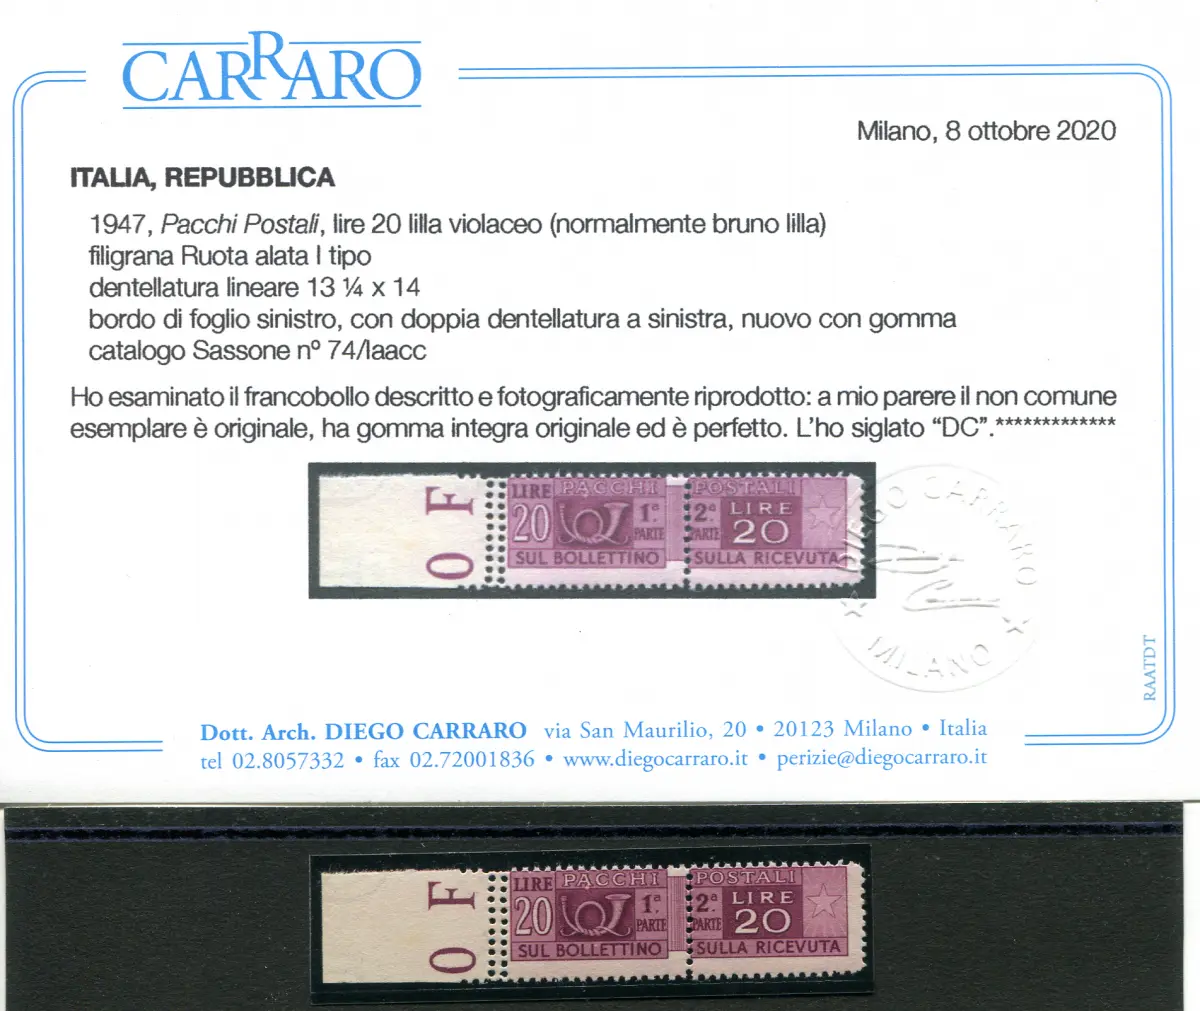 CARRARO
Milano, 8 ottobre 2020
ITALIA, REPUBBLICA
1947, Pacchi Postali, lire 20 lilla violaceo (normalmente bruno lilla)
filigrana Ruota alata I tipo
dentellatura lineare 13 ¼ x 14
bordo di foglio sinistro, con doppia dentellatura a sinistra, nuovo con gomma
catalogo Sassone nº 74/Iaacc
Ho esaminato il francobollo descritto e fotograficamente riprodotto: a mio parere il non comune
esemplare è originale, ha gomma integra originale ed è perfetto. L'ho siglato “DC”.*************
O F
LIRE PACCHI POSTALI
20 1ª PARTE 2ª PARTE LIRE 20
SUL BOLLETTINO SULLA RICEVUTA
DIEGO CARRARO
MILANO
RAATDT
Dott. Arch. DIEGO CARRARO via San Maurilio, 20 • 20123 Milano • Italia
tel 02.8057332 • fax 02.72001836 • www.diegocarraro.it • perizie@diegocarraro.it
O F
LIRE PACCHI POSTALI
20 1ª PARTE 2ª PARTE LIRE 20
SUL BOLLETTINO SULLA RICEVUTA